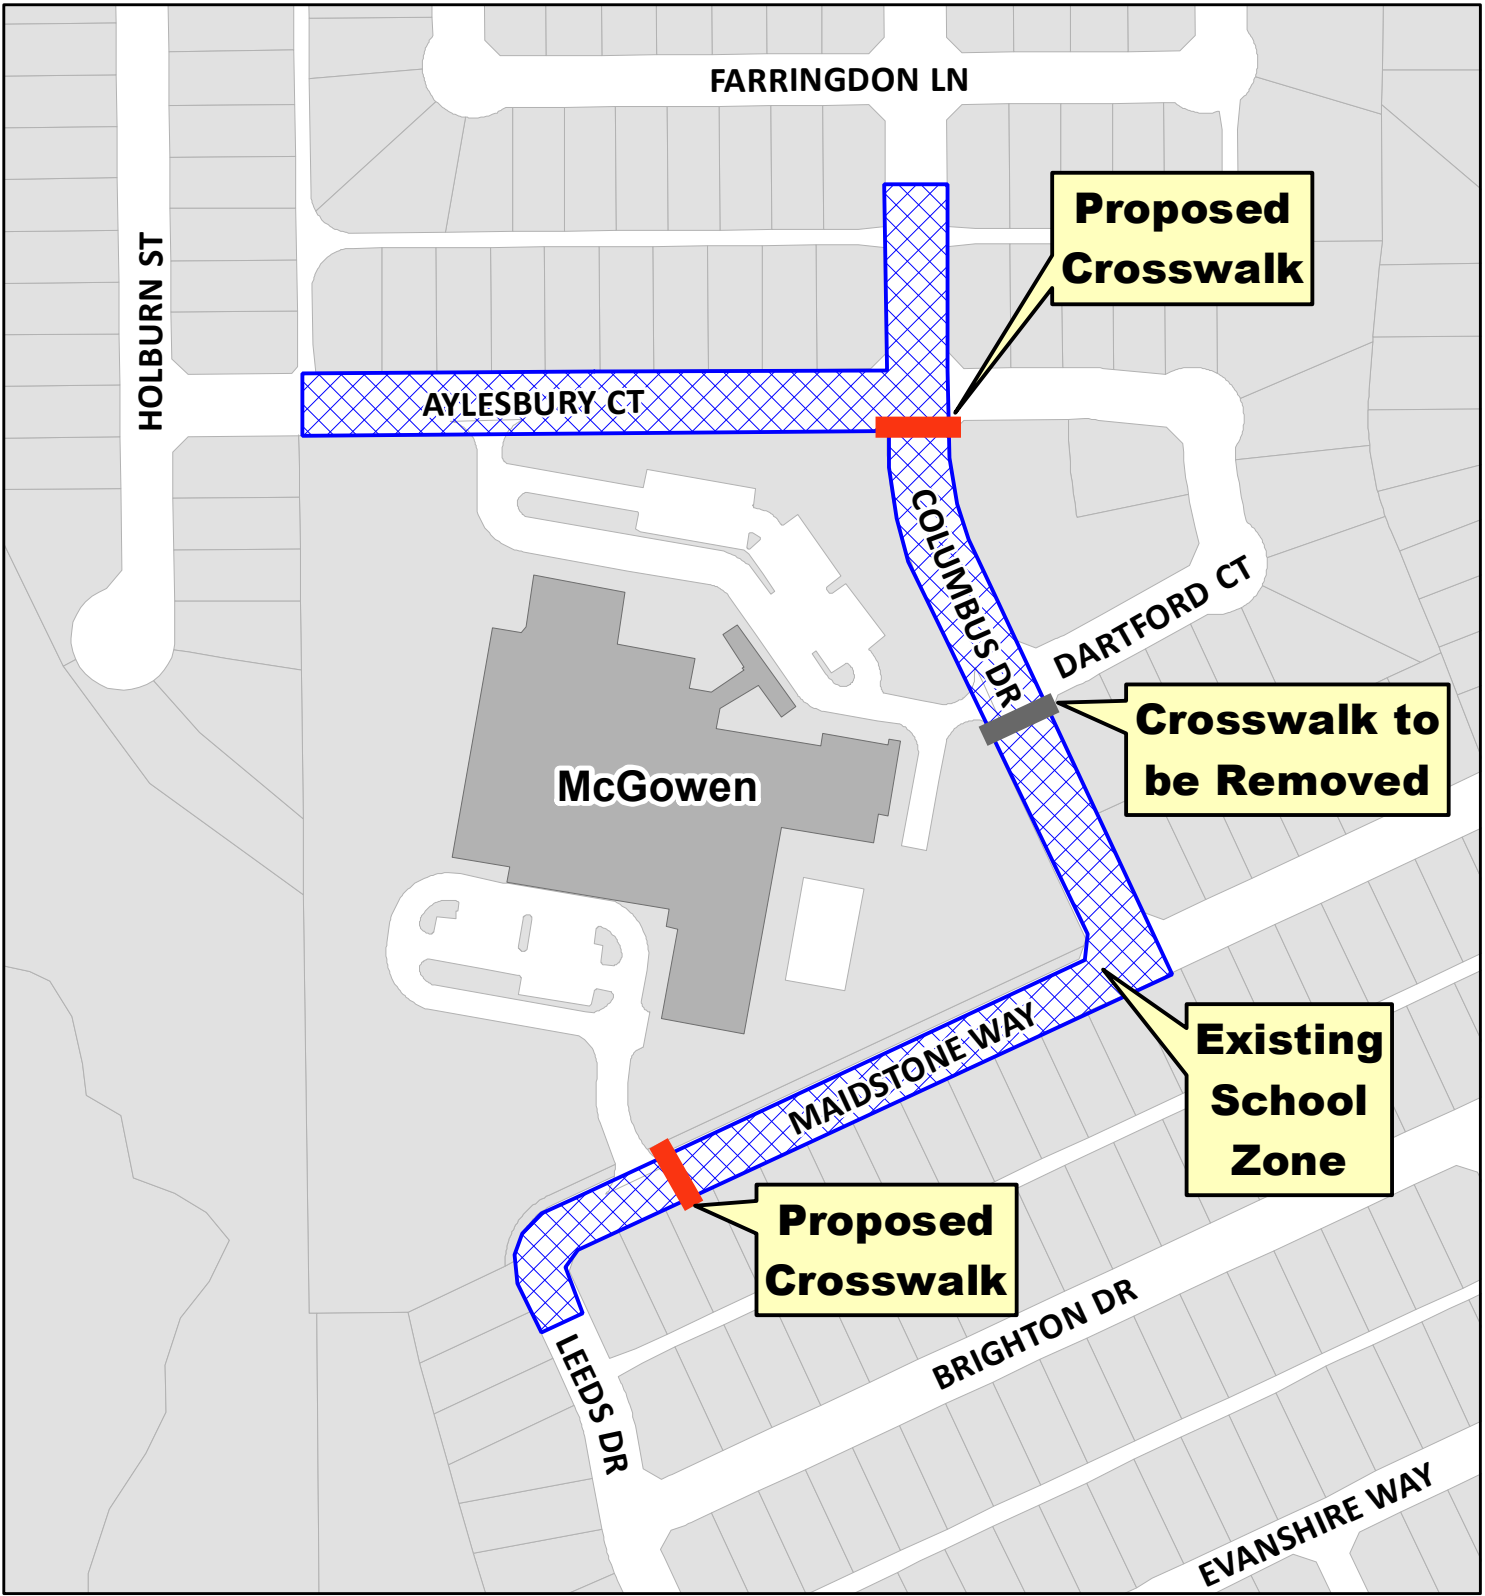 FARRINGDON LN
Proposed
Crosswalk
HOLBURN ST
AYLESBURY CT
COLUMBUS DR
DARTFORD CT
Crosswalk to
be Removed
McGowen
Existing
School
Zone
MAIDSTONE WAY
Proposed
Crosswalk
BRIGHTON DR
LEEDS DR
EVANSHIRE WAY